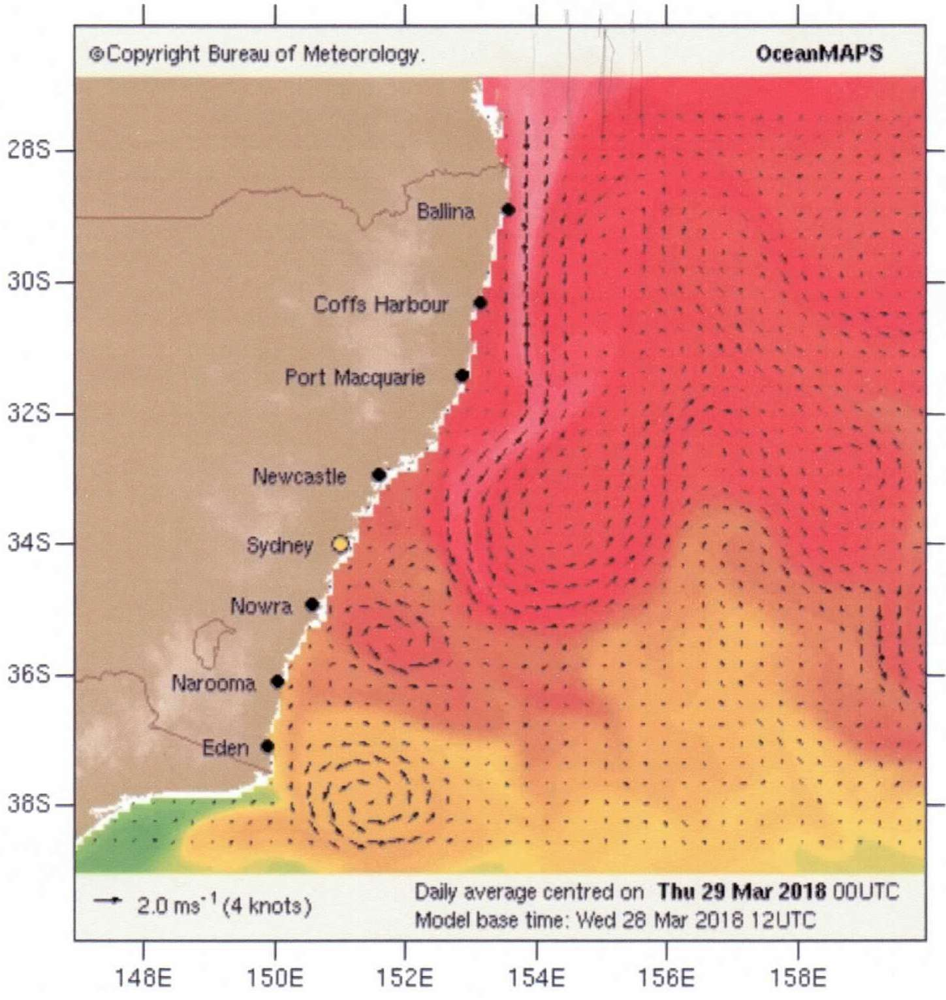 ©Copyright Bureau of Meteorology. OceanMAPS
28S
Ballina
30S
Coffs Harbour
Port Macquarie
32S
Newcastle
34S
Sydney
Nowra
36S
Narooma
Eden
38S
2.0 ms⁻¹ (4 knots)
Daily average centred on Thu 29 Mar 2018 00UTC
Model base time: Wed 28 Mar 2018 12UTC
148E 150E 152E 154E 156E 158E